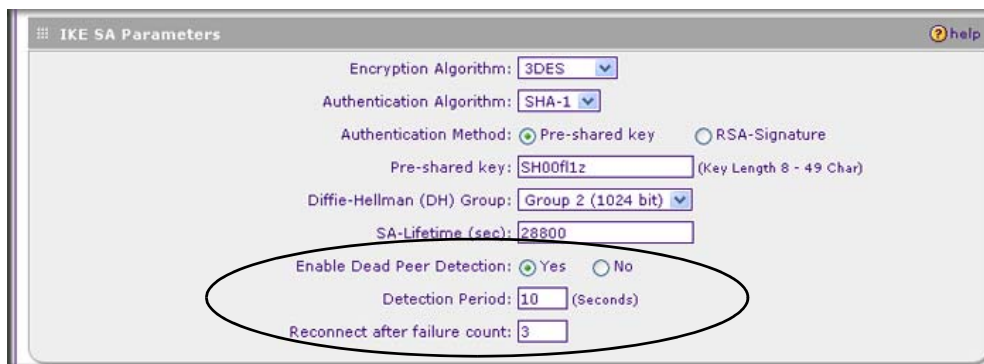 IKE SA Parameters help
Encryption Algorithm: 3DES
Authentication Algorithm: SHA-1
Authentication Method: Pre-shared key RSA-Signature
Pre-shared key: SH00fl1z (Key Length 8 - 49 Char)
Diffie-Hellman (DH) Group: Group 2 (1024 bit)
SA-Lifetime (sec): 28800
Enable Dead Peer Detection: Yes No
Detection Period: 10 (Seconds)
Reconnect after failure count: 3